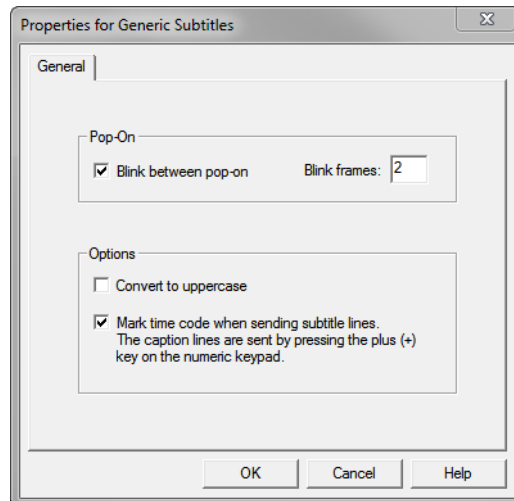 Properties for Generic Subtitles
General
Pop-On
Blink between pop-on Blink frames: 2
Options
Convert to uppercase
Mark time code when sending subtitle lines.
The caption lines are sent by pressing the plus (+)
key on the numeric keypad.
OK Cancel Help